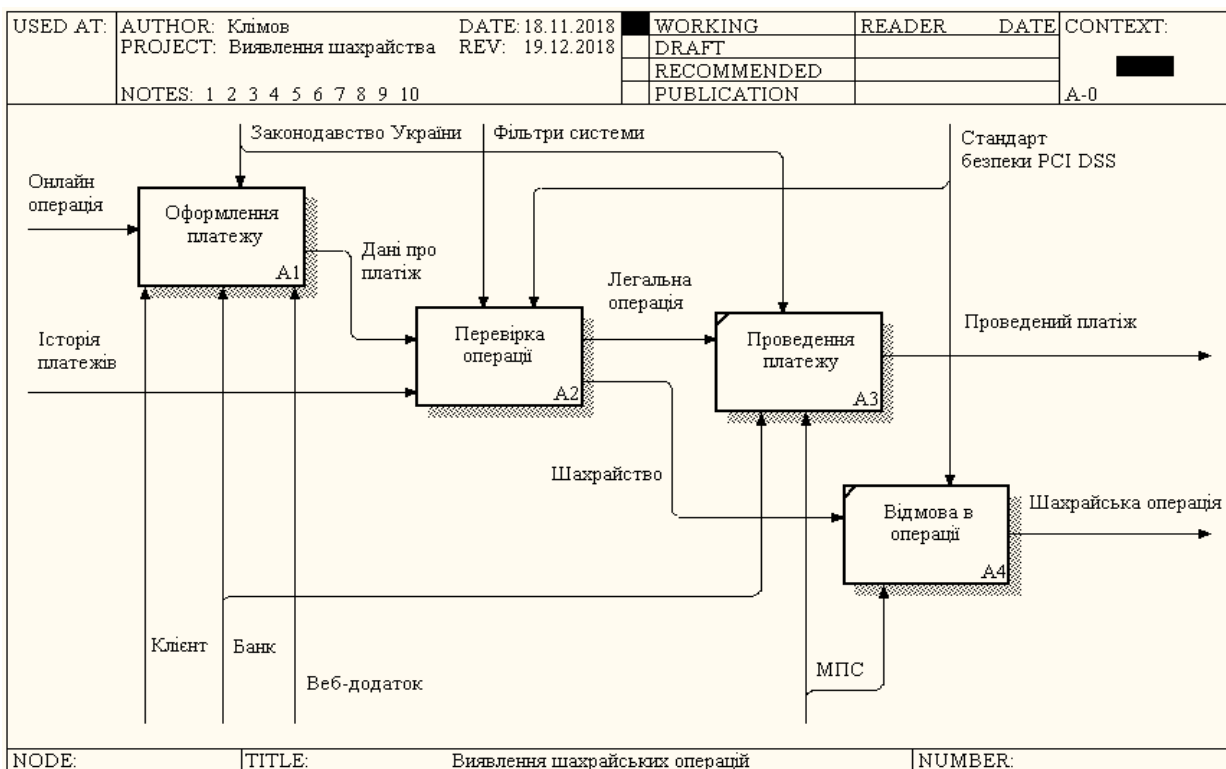 USED AT:
AUTHOR: Клімов
DATE: 18.11.2018
PROJECT: Виявлення шахрайства
REV: 19.12.2018
NOTES: 1 2 3 4 5 6 7 8 9 10
WORKING
DRAFT
RECOMMENDED
PUBLICATION
READER DATE
CONTEXT:
A-0
Законодавство України
Фільтри системи
Стандарт
безпеки PCI DSS
Онлайн
операція
Оформлення
платежу
A1
Дані про
платіж
Легальна
операція
Історія
платежів
Перевірка
операції
A2
Проведення
платежу
A3
Проведений платіж
Шахрайство
Відмова в
операції
A4
Шахрайська операція
Клієнт
Банк
Веб-додаток
МПС
NODE:
TITLE:
Виявлення шахрайських операцій
NUMBER: